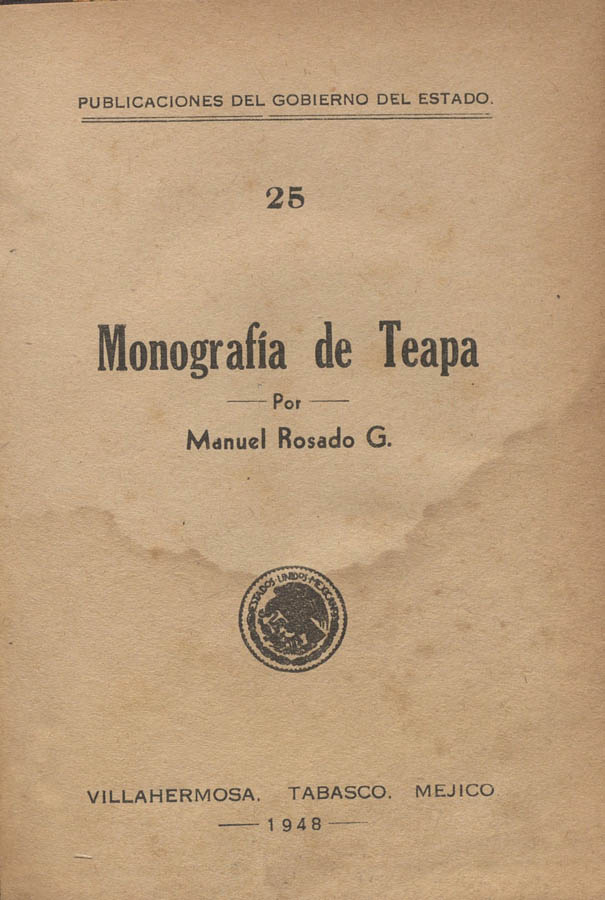 PUBLICACIONES DEL GOBIERNO DEL ESTADO.
25
Monografía de Teapa
Por
Manuel Rosado G.
ESTADOS UNIDOS MEXICANOS
VILLAHERMOSA. TABASCO. MEJICO
1948